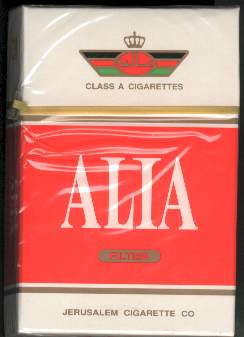 CLASS A CIGARETTES
ALIA
FILTER
JERUSALEM CIGARETTE CO